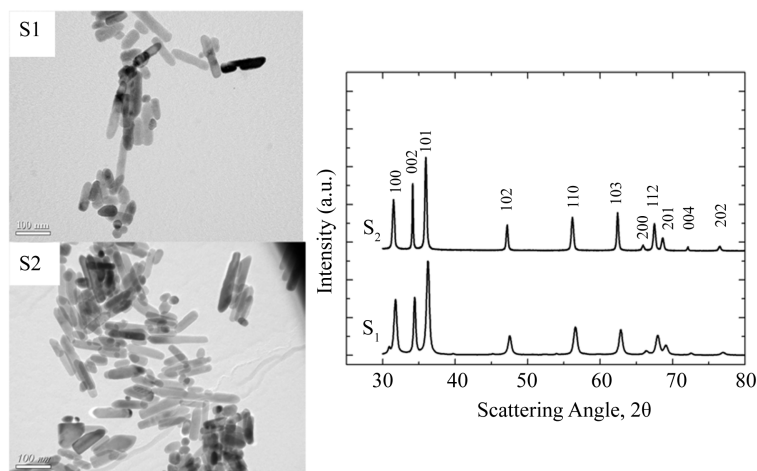 S1
100 nm
S2
100 nm
Intensity (a.u.)
100
002
101
102
110
103
200
112
201
004
202
S2
S1
30 40 50 60 70 80
Scattering Angle, 2θ